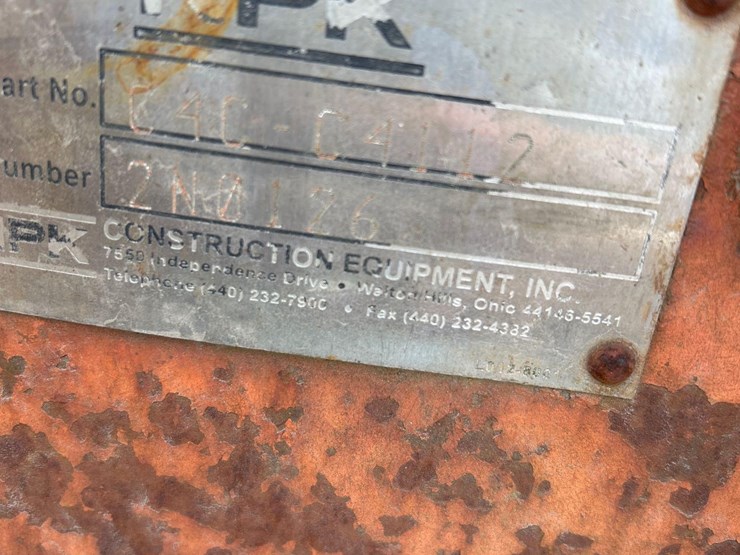 TPK
art No. C4C-C4112
umber 2N0126
PK CONSTRUCTION EQUIPMENT, INC.
7550 Independence Drive • Walton Hills, Ohio 44146-5541
Telephone (440) 232-7900 • Fax (440) 232-4382